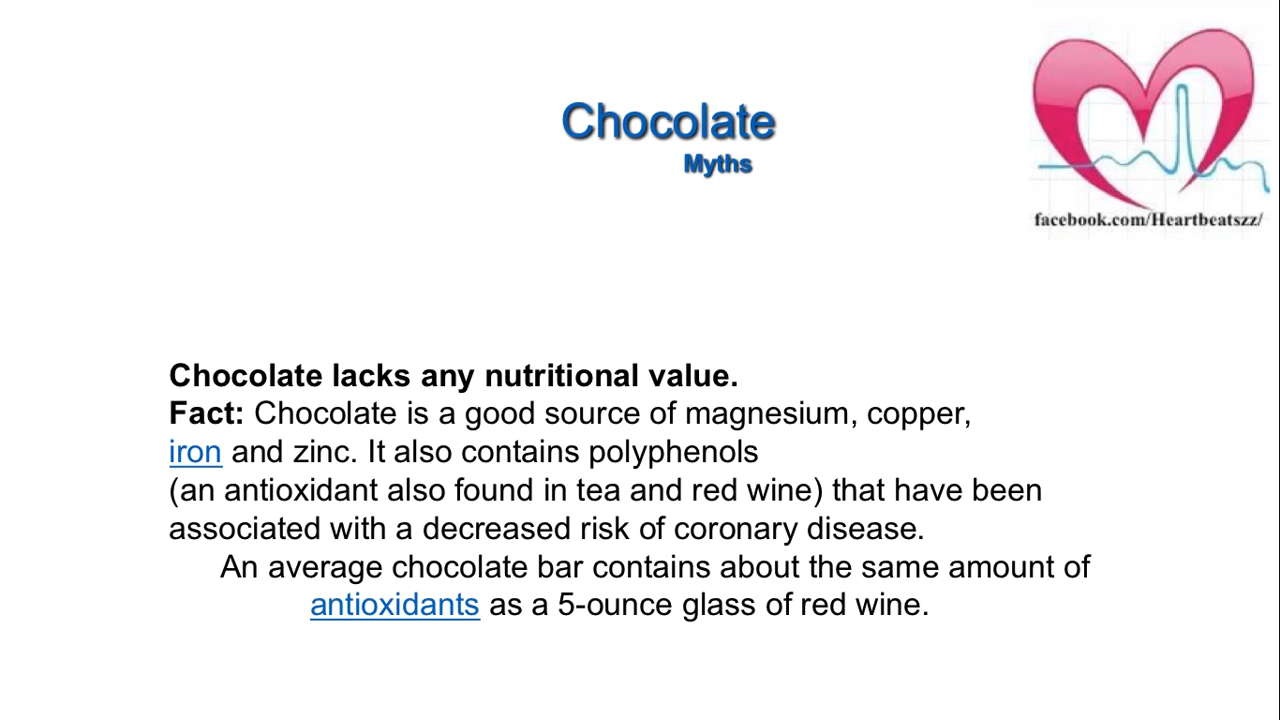 Chocolate
Myths
facebook.com/Heartbeatszz/
Chocolate lacks any nutritional value.
Fact: Chocolate is a good source of magnesium, copper,
iron and zinc. It also contains polyphenols
(an antioxidant also found in tea and red wine) that have been
associated with a decreased risk of coronary disease.
An average chocolate bar contains about the same amount of
antioxidants as a 5-ounce glass of red wine.